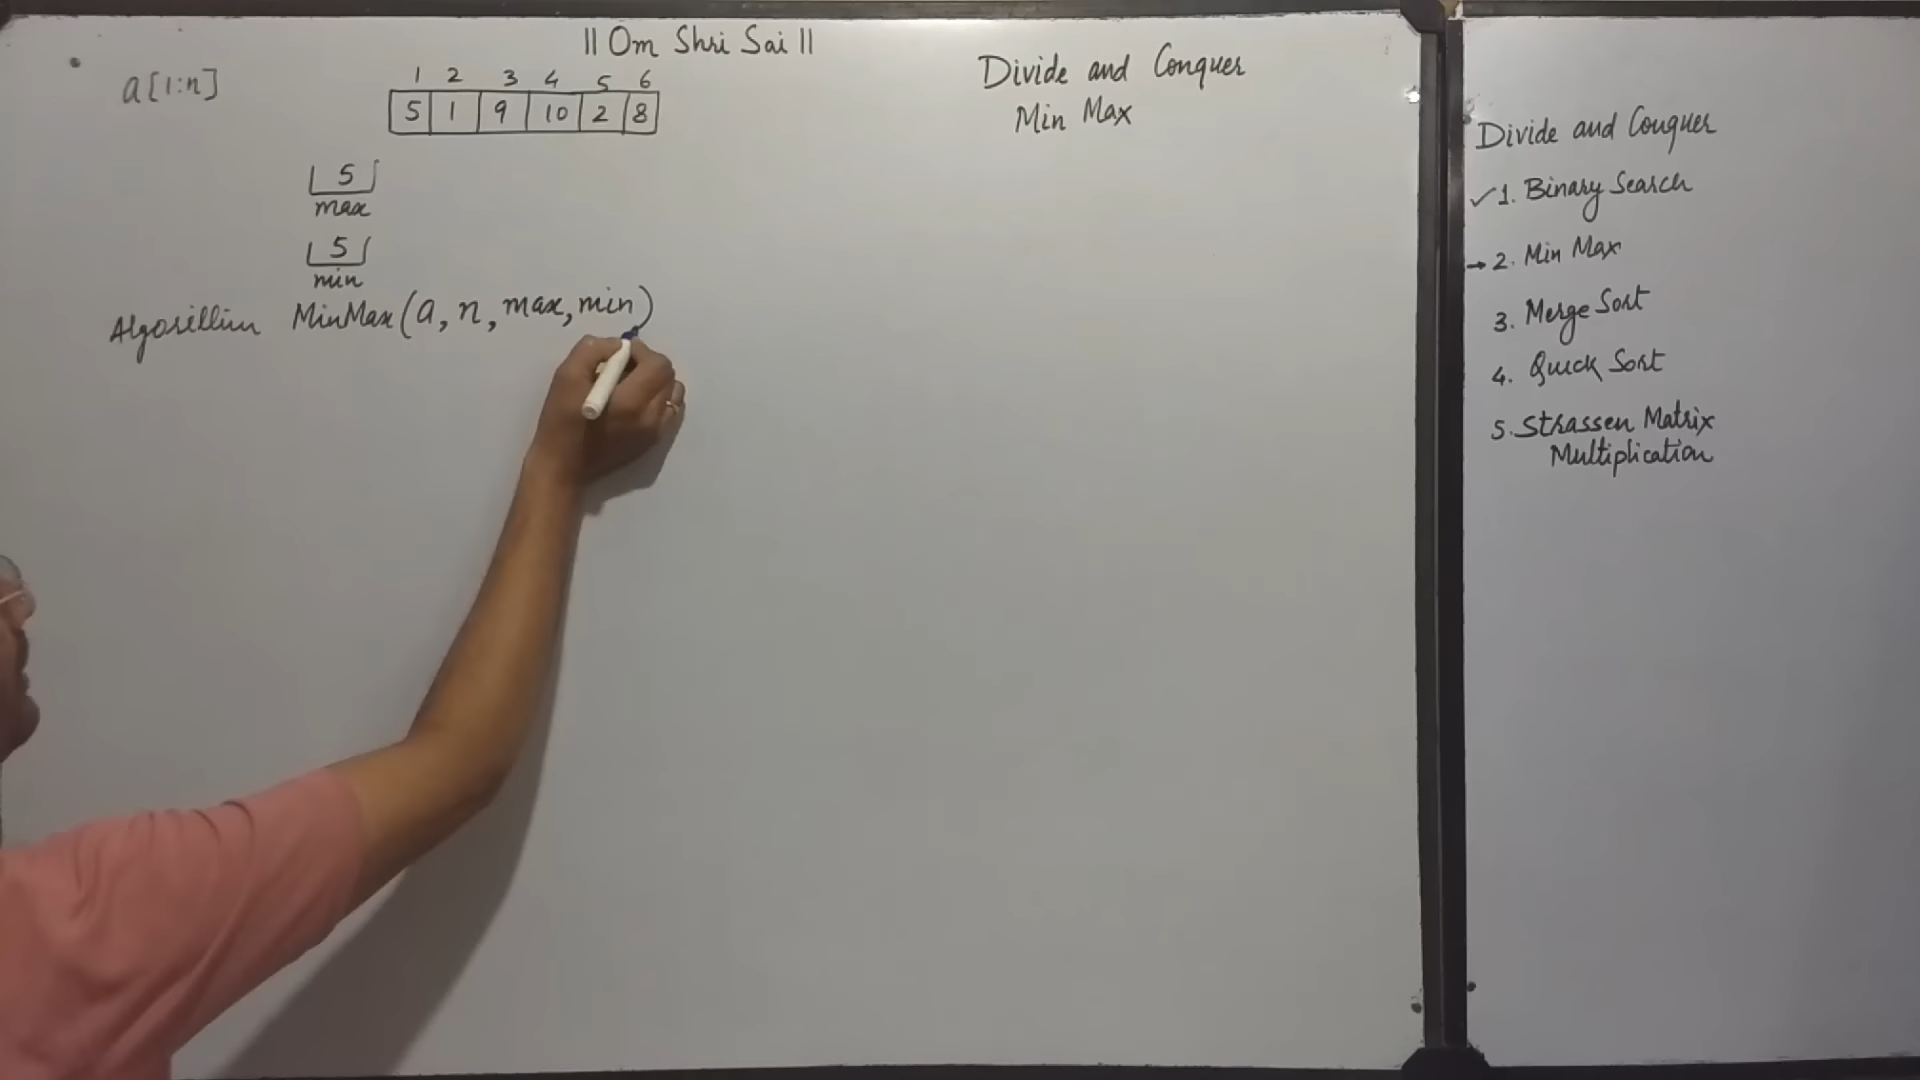 || Om Shri Sai ||
a[1:n]
1 2 3 4 5 6
5 1 9 10 2 8
5
max
5
min
Algorithm MinMax(a, n, max, min)
Divide and Conquer
Min Max
Divide and Conquer
✓1. Binary Search
→2. Min Max
3. Merge Sort
4. Quick Sort
5. Strassen Matrix
Multiplication